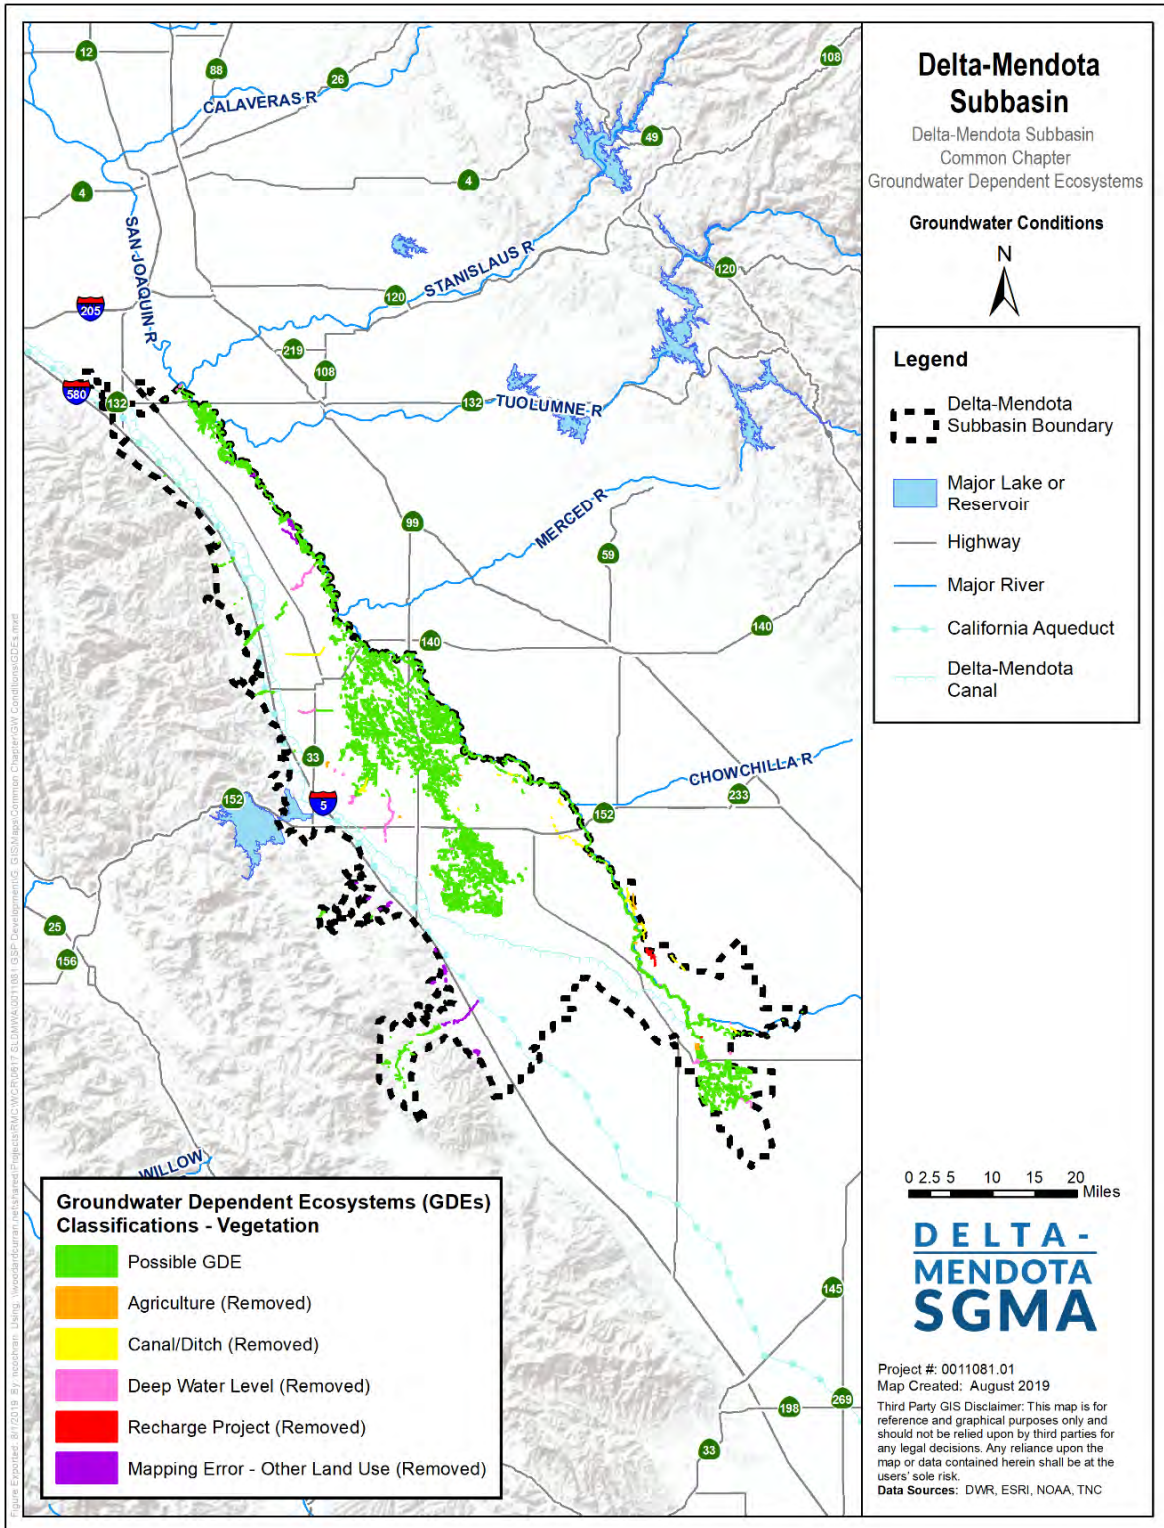 Delta-Mendota
Subbasin
Delta-Mendota Subbasin
Common Chapter
Groundwater Dependent Ecosystems
Groundwater Conditions
N
Legend
Delta-Mendota
Subbasin Boundary
Major Lake or
Reservoir
Highway
Major River
California Aqueduct
Delta-Mendota
Canal
0 2.5 5 10 15 20
Miles
DELTA-
MENDOTA
SGMA
Project #: 0011081.01
Map Created: August 2019
Third Party GIS Disclaimer: This map is for
reference and graphical purposes only and
should not be relied upon by third parties for
any legal decisions. Any reliance upon the
map or data contained herein shall be at the
users' sole risk.
Data Sources: DWR, ESRI, NOAA, TNC
12
88
26
108
CALAVERAS R
49
4
4
SAN JOAQUIN R
STANISLAUS R
120
120
205
219
108
580
132
132
TUOLUMNE R
99
MERCED R
59
140
140
33
CHOWCHILLA R
233
152
5
152
25
156
WILLOW
145
269
198
33
Groundwater Dependent Ecosystems (GDEs)
Classifications - Vegetation
Possible GDE
Agriculture (Removed)
Canal/Ditch (Removed)
Deep Water Level (Removed)
Recharge Project (Removed)
Mapping Error - Other Land Use (Removed)